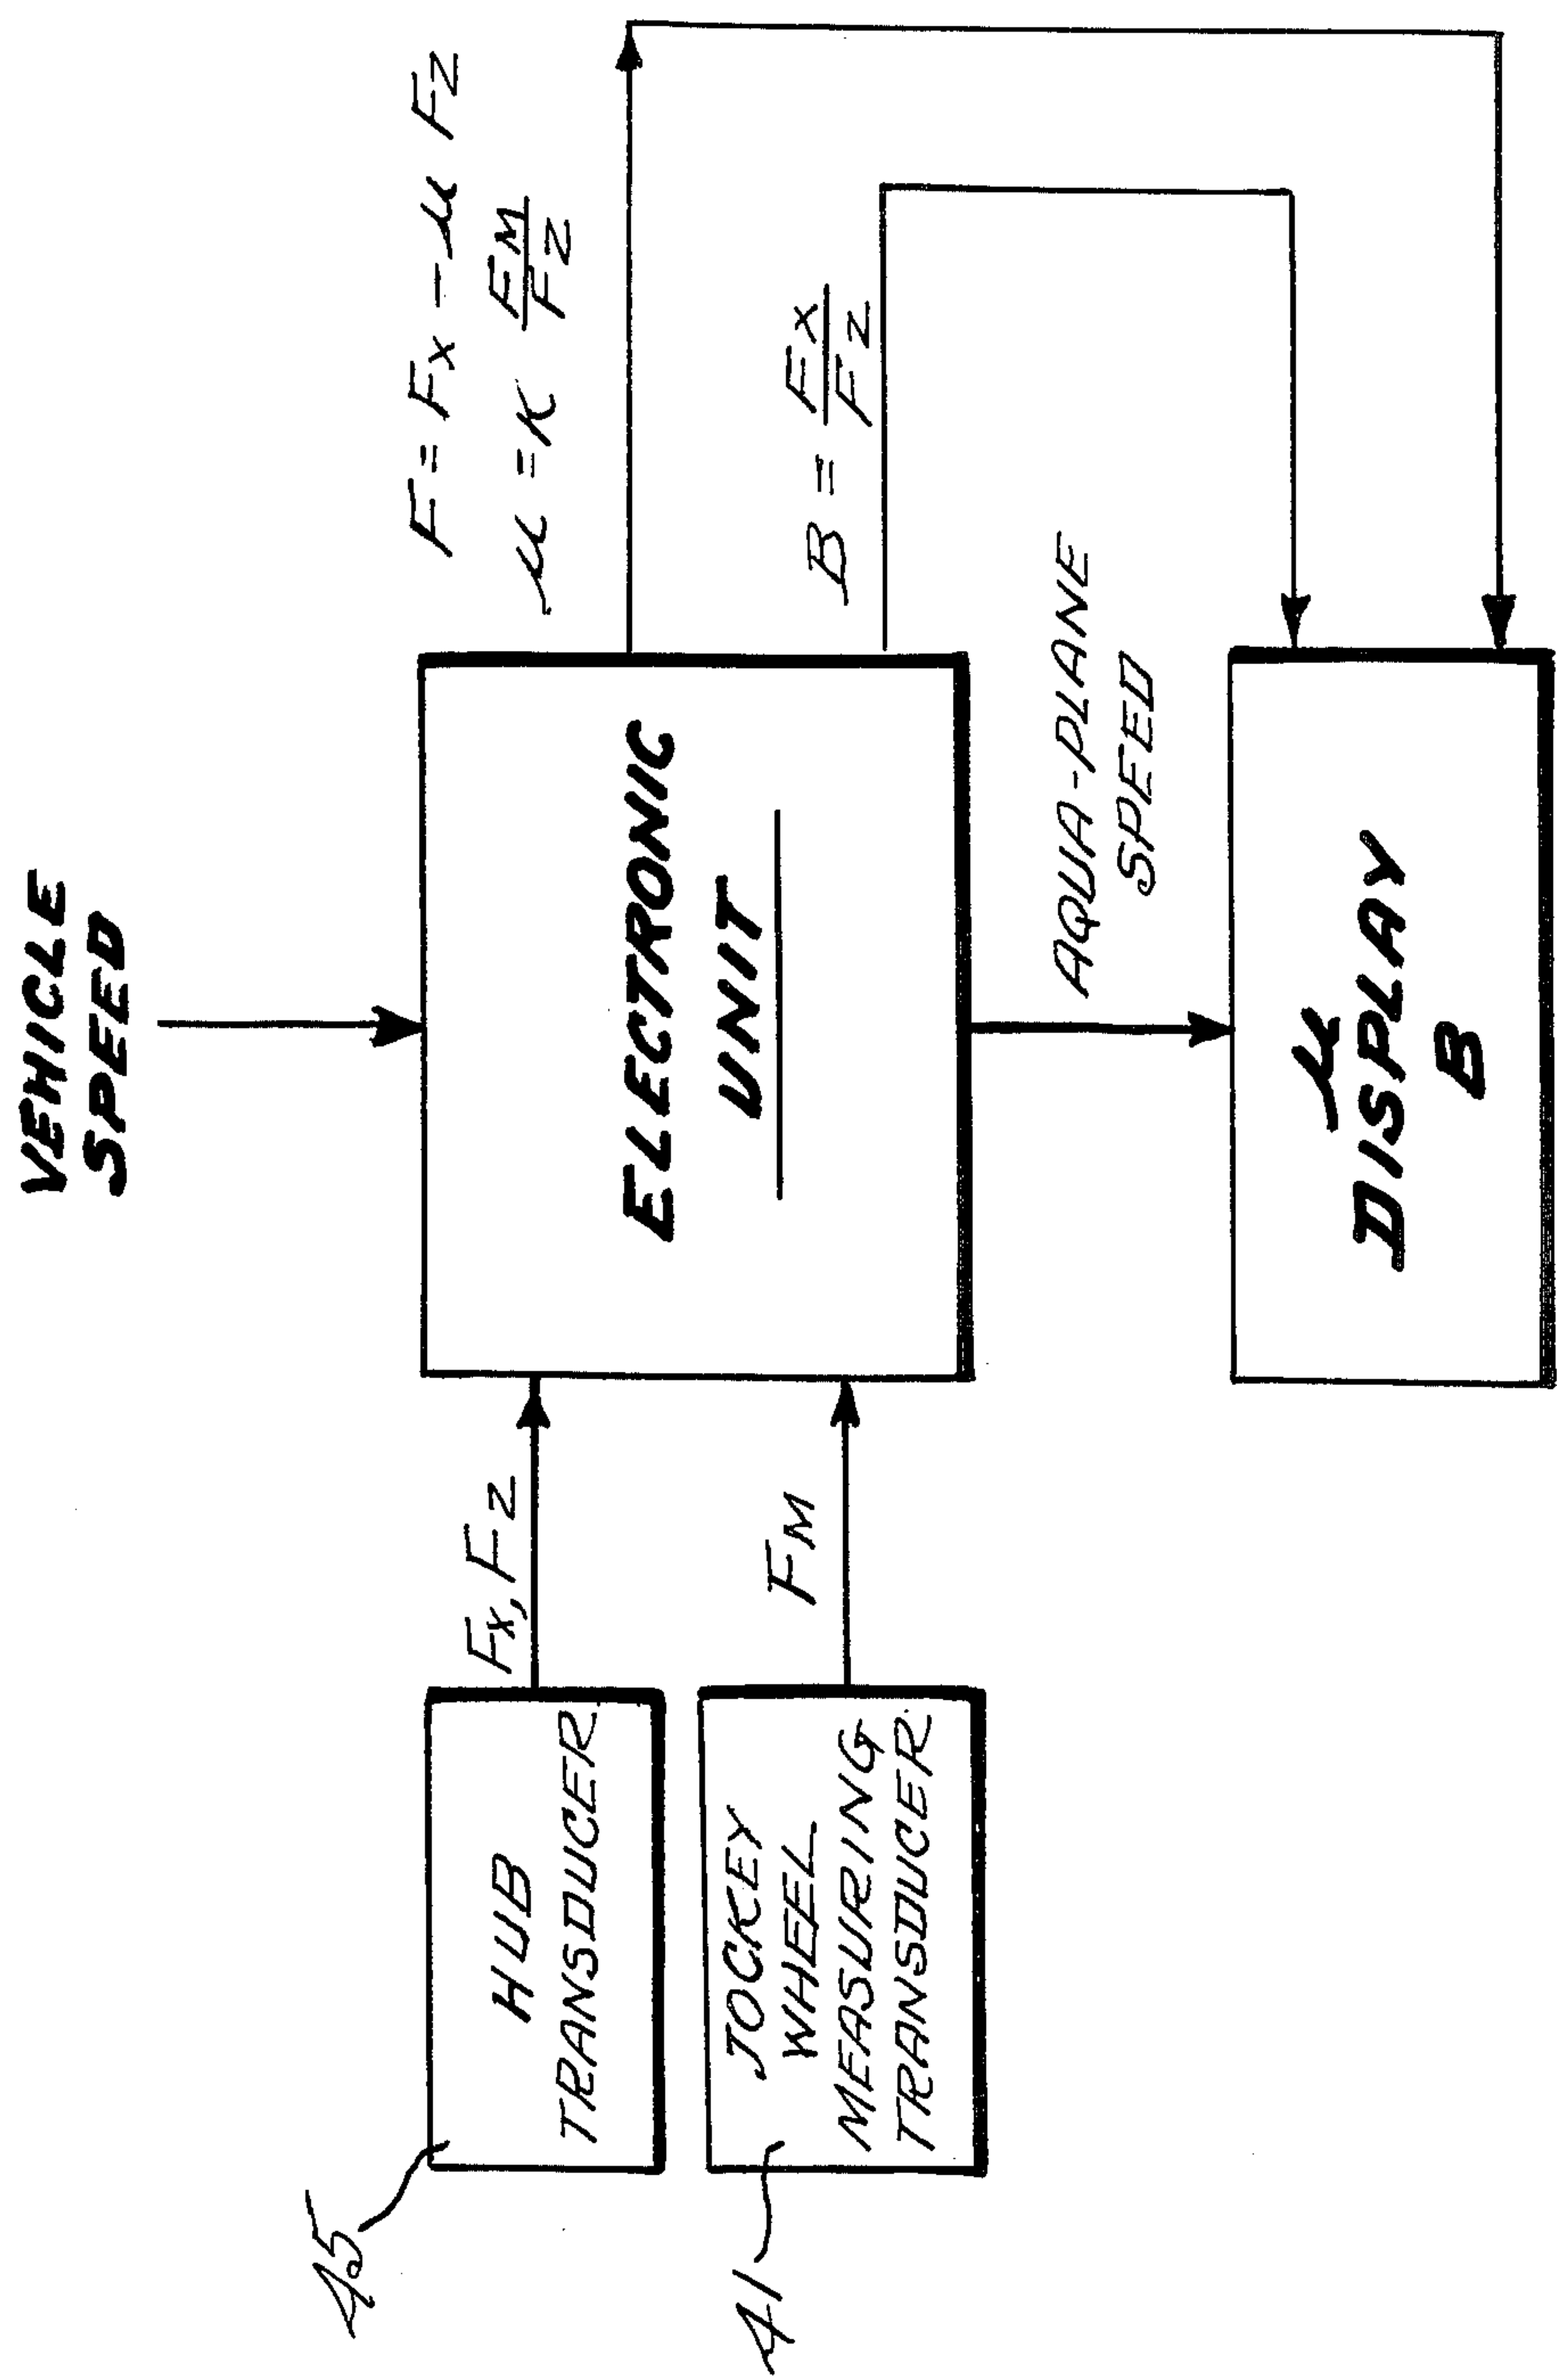 VEHICLE
SPEED
45
HUB
TRANSDUCER
Fx, Fz
41
JOCKEY
WHEEL
MEASURING
TRANSDUCER
FM
ELECTRONIC
UNIT
F = Fx - μ Fz
μ = K FM/Fz
B = Fx/Fz
AQUA-PLANE
SPEED
μ
DISPLAY
B